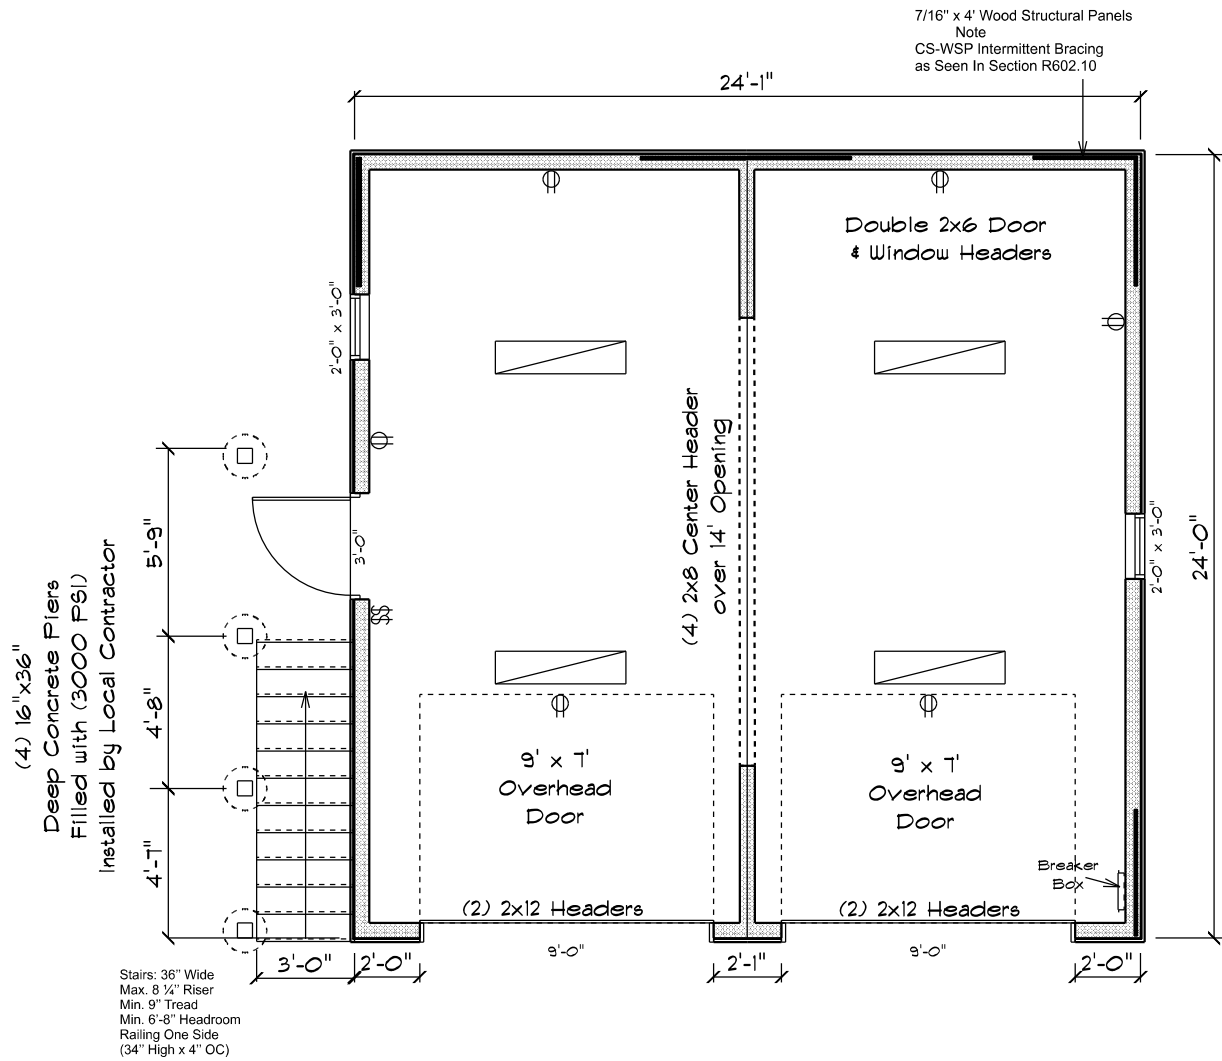 7/16" x 4' Wood Structural Panels
Note
CS-WSP Intermittent Bracing
as Seen In Section R602.10
24'-1"
Double 2x6 Door
& Window Headers
2'-0" x 3'-0"
(4) 2x8 Center Header
over 14' Opening
5'-9"
3'-0"
2'-0" x 3'-0"
24'-0"
(4) 16"x36"
Deep Concrete Piers
Filled with (3000 PSI)
Installed by Local Contractor
4'-8"
9' x 7'
Overhead
Door
9' x 7'
Overhead
Door
4'-7"
Breaker
Box
(2) 2x12 Headers
(2) 2x12 Headers
9'-0"
9'-0"
3'-0"
2'-0"
2'-1"
2'-0"
Stairs: 36” Wide
Max. 8 ¼” Riser
Min. 9” Tread
Min. 6'-8” Headroom
Railing One Side
(34” High x 4” OC)